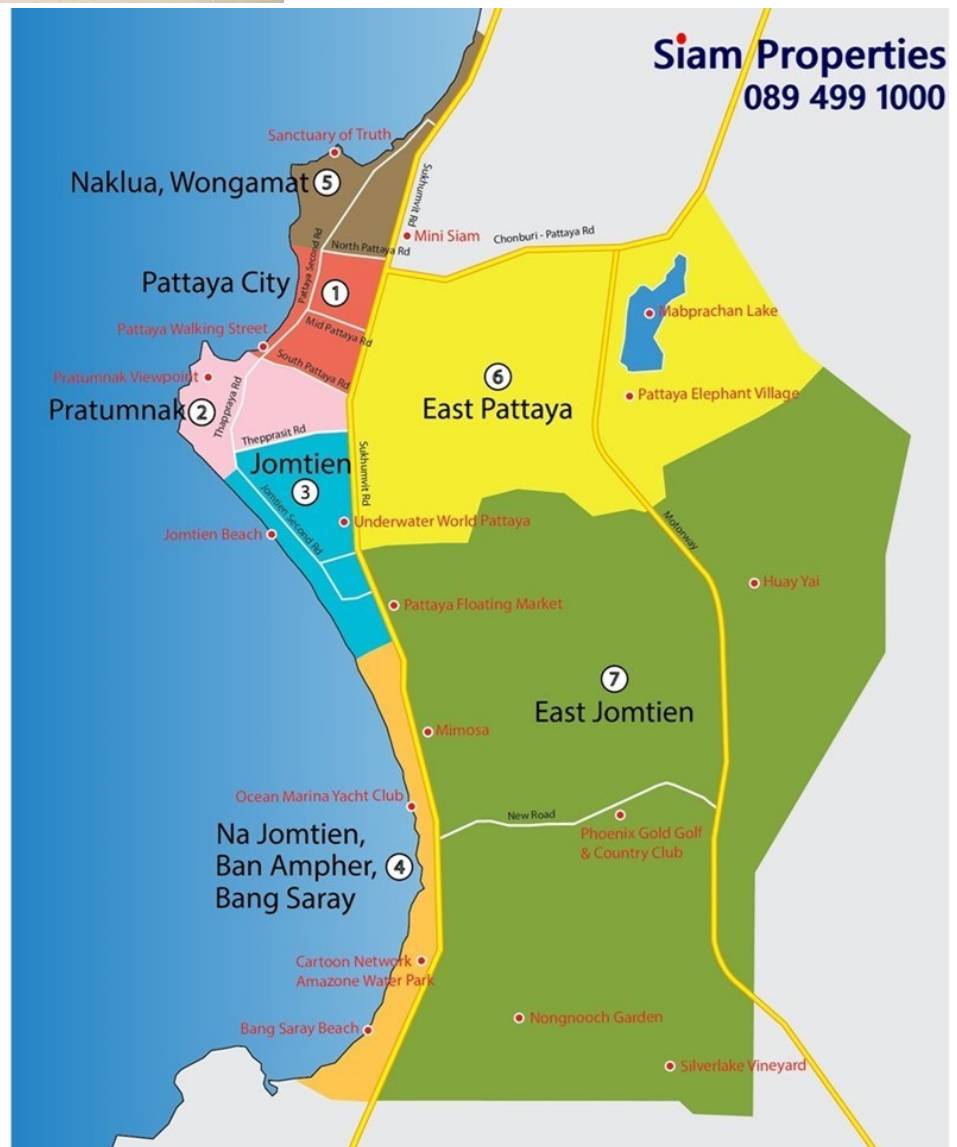 Siam Properties
089 499 1000
Sanctuary of Truth
Naklua, Wongamat 5
Sukhumvit Rd
Mini Siam
Chonburi - Pattaya Rd
North Pattaya Rd
Pattaya Second Rd
Pattaya City
1
Mabprachan Lake
Mid Pattaya Rd
Pattaya Walking Street
South Pattaya Rd
Pratumnak Viewpoint
6
East Pattaya
Pattaya Elephant Village
Pratumnak 2
Thappraya Rd
Thepprasit Rd
Jomtien
3
Sukhumvit Rd
Jomtien Second Rd
Underwater World Pattaya
Jomtien Beach
Motorway
Huay Yai
Pattaya Floating Market
7
East Jomtien
Mimosa
Ocean Marina Yacht Club
New Road
Phoenix Gold Golf
& Country Club
Na Jomtien,
Ban Ampher, 4
Bang Saray
Cartoon Network
Amazone Water Park
Nongnooch Garden
Bang Saray Beach
Silverlake Vineyard